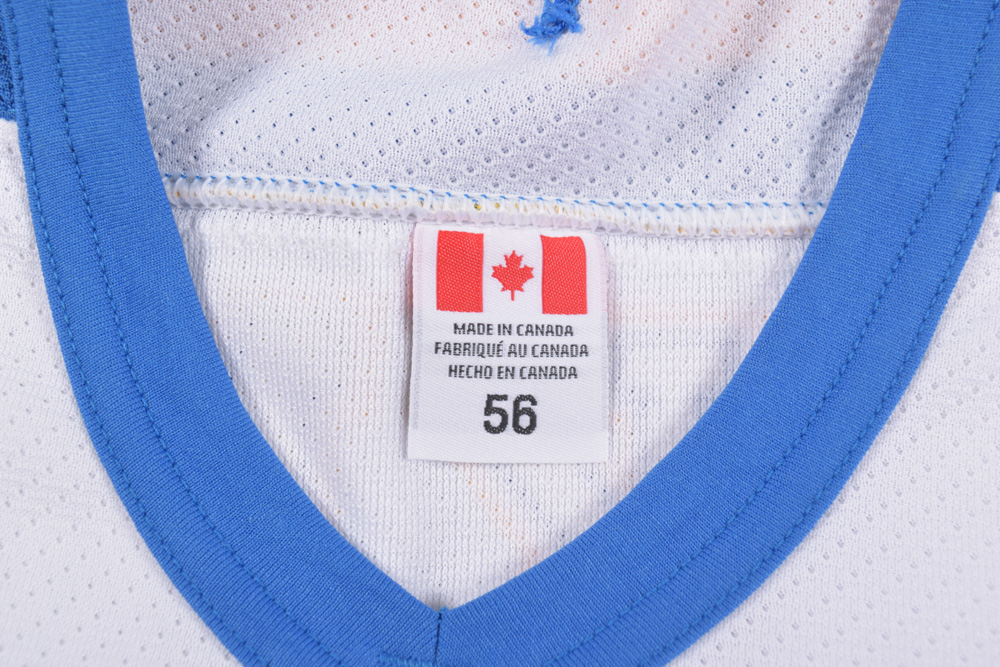 MADE IN CANADA
FABRIQUÉ AU CANADA
HECHO EN CANADA
56